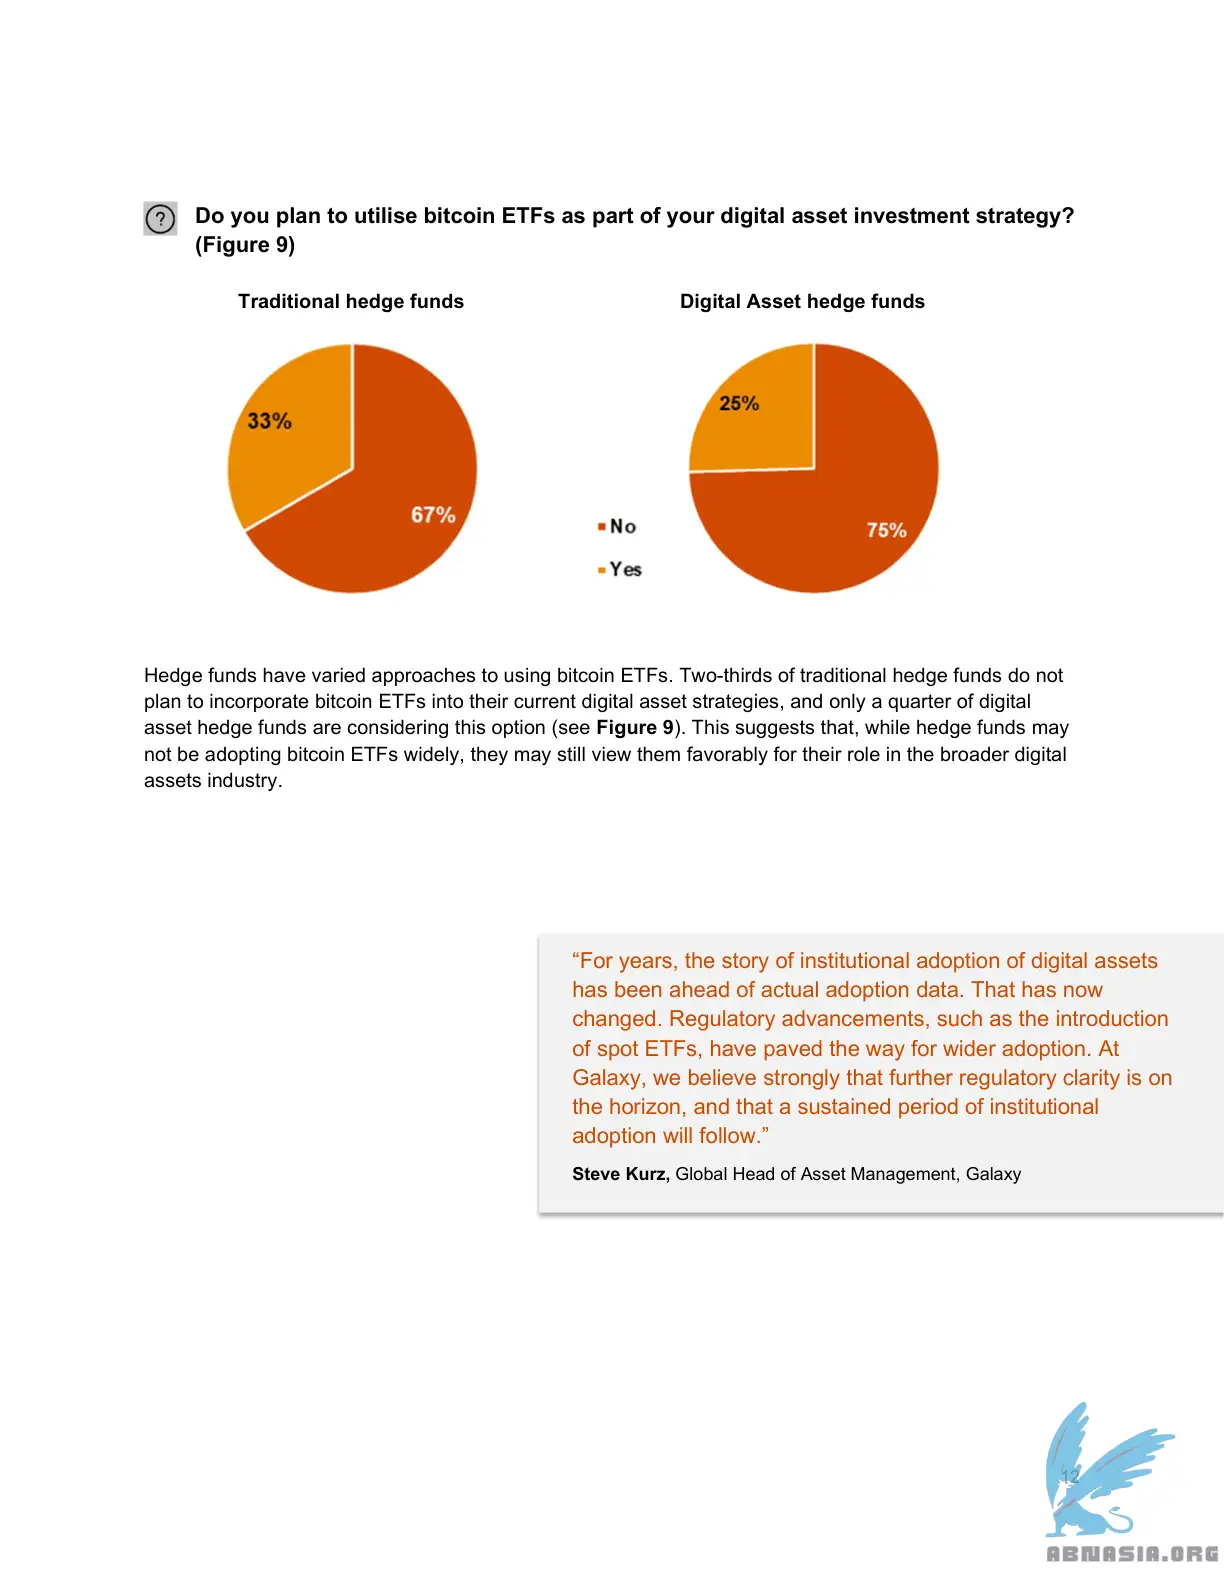 Do you plan to utilise bitcoin ETFs as part of your digital asset investment strategy?
(Figure 9)
Traditional hedge funds
Digital Asset hedge funds
33%
67%
No
Yes
25%
75%
Hedge funds have varied approaches to using bitcoin ETFs. Two-thirds of traditional hedge funds do not
plan to incorporate bitcoin ETFs into their current digital asset strategies, and only a quarter of digital
asset hedge funds are considering this option (see Figure 9). This suggests that, while hedge funds may
not be adopting bitcoin ETFs widely, they may still view them favorably for their role in the broader digital
assets industry.
“For years, the story of institutional adoption of digital assets
has been ahead of actual adoption data. That has now
changed. Regulatory advancements, such as the introduction
of spot ETFs, have paved the way for wider adoption. At
Galaxy, we believe strongly that further regulatory clarity is on
the horizon, and that a sustained period of institutional
adoption will follow.”
Steve Kurz, Global Head of Asset Management, Galaxy
12
ABNASIA.ORG